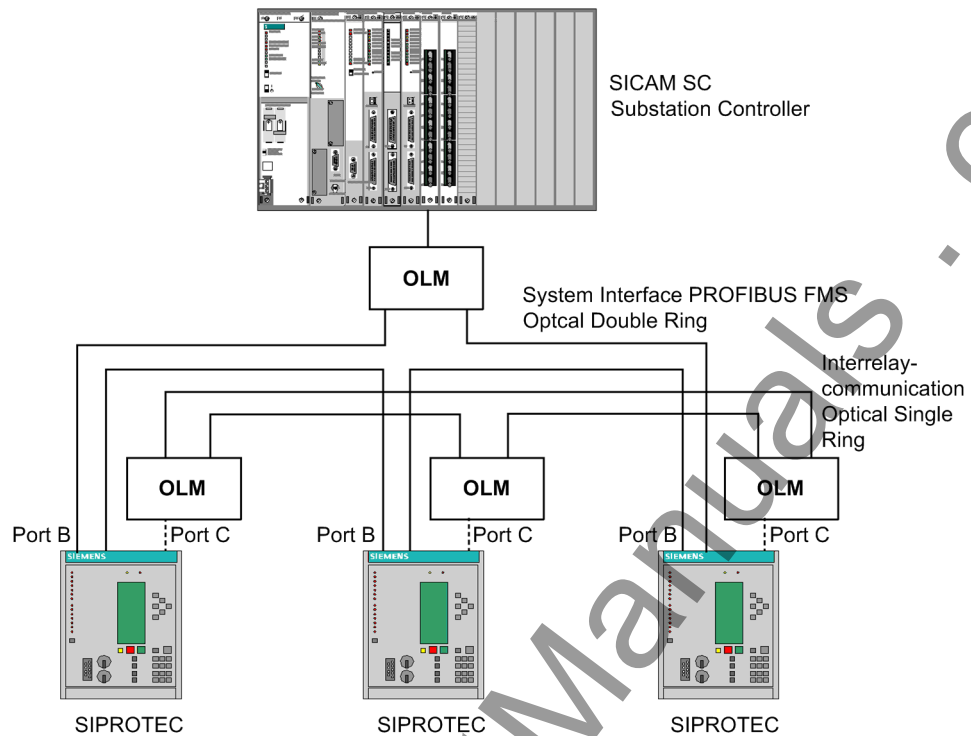 SICAM SC
Substation Controller
OLM
System Interface PROFIBUS FMS
Optcal Double Ring
Interrelay-
communication
Optical Single
Ring
OLM
OLM
OLM
Port B
Port C
Port B
Port C
Port B
Port C
SIEMENS
SIEMENS
SIEMENS
SIPROTEC
SIPROTEC
SIPROTEC
Manuals .